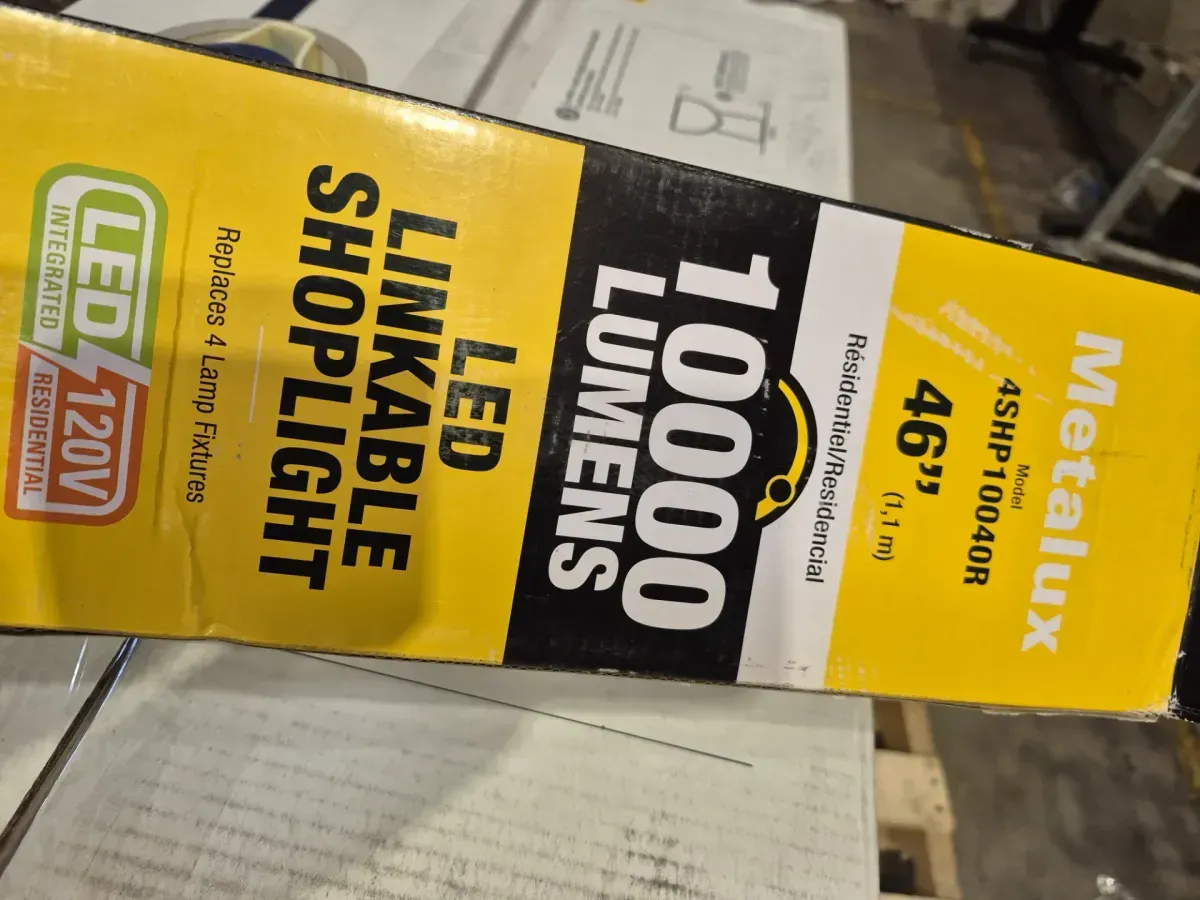 Metalux
Model
4SHP10040R
46”
(1,1 m)
Résidentiel/Residencial
10000
LUMENS
LED
LINKABLE
SHOPLIGHT
Replaces 4 Lamp Fixtures
LED
INTEGRATED
120V
RESIDENTIAL